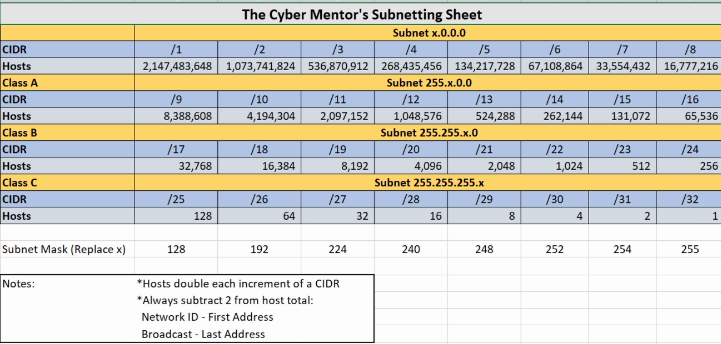 The Cyber Mentor's Subnetting Sheet
Subnet x.0.0.0
CIDR /1 /2 /3 /4 /5 /6 /7 /8
Hosts 2,147,483,648 1,073,741,824 536,870,912 268,435,456 134,217,728 67,108,864 33,554,432 16,777,216
Class A Subnet 255.x.0.0
CIDR /9 /10 /11 /12 /13 /14 /15 /16
Hosts 8,388,608 4,194,304 2,097,152 1,048,576 524,288 262,144 131,072 65,536
Class B Subnet 255.255.x.0
CIDR /17 /18 /19 /20 /21 /22 /23 /24
Hosts 32,768 16,384 8,192 4,096 2,048 1,024 512 256
Class C Subnet 255.255.255.x
CIDR /25 /26 /27 /28 /29 /30 /31 /32
Hosts 128 64 32 16 8 4 2 1
Subnet Mask (Replace x) 128 192 224 240 248 252 254 255
Notes: *Hosts double each increment of a CIDR
*Always subtract 2 from host total:
Network ID - First Address
Broadcast - Last Address